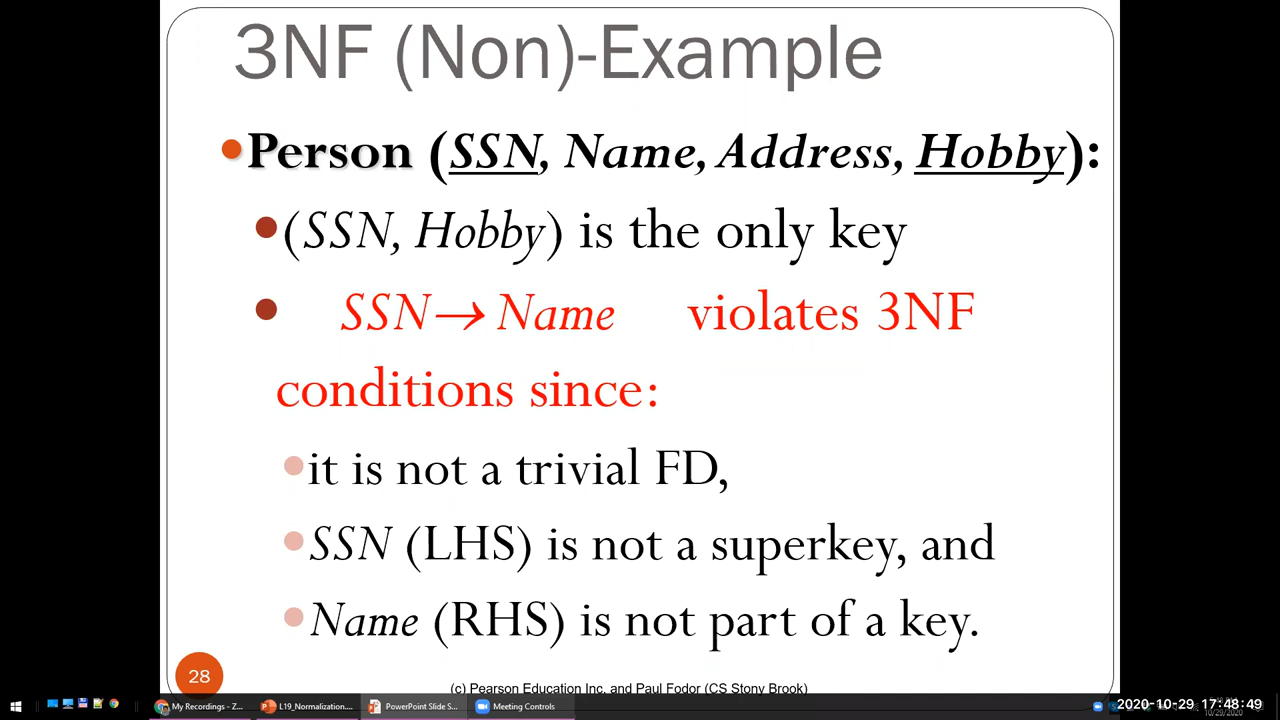 3NF (Non)-Example
Person (SSN, Name, Address, Hobby):
(SSN, Hobby) is the only key
SSN→ Name violates 3NF
conditions since:
it is not a trivial FD,
SSN (LHS) is not a superkey, and
Name (RHS) is not part of a key.
28
(c) Pearson Education Inc. and Paul Fodor (CS Stony Brook)
My Recordings - Z...
L19_Normalization...
PowerPoint Slide S...
Meeting Controls
2020-10-29 17:48:49